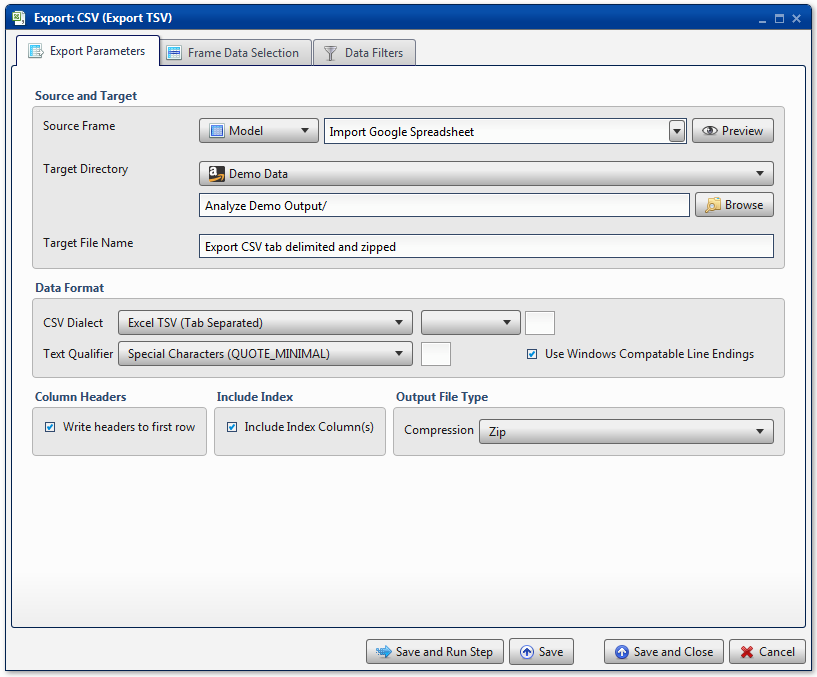 Export: CSV (Export TSV)
Export Parameters Frame Data Selection Data Filters
Source and Target
Source Frame Model Import Google Spreadsheet Preview
Target Directory a Demo Data
Analyze Demo Output/ Browse
Target File Name Export CSV tab delimited and zipped
Data Format
CSV Dialect Excel TSV (Tab Separated)
Text Qualifier Special Characters (QUOTE_MINIMAL) Use Windows Compatable Line Endings
Column Headers Include Index Output File Type
Write headers to first row Include Index Column(s) Compression Zip
Save and Run Step Save Save and Close Cancel